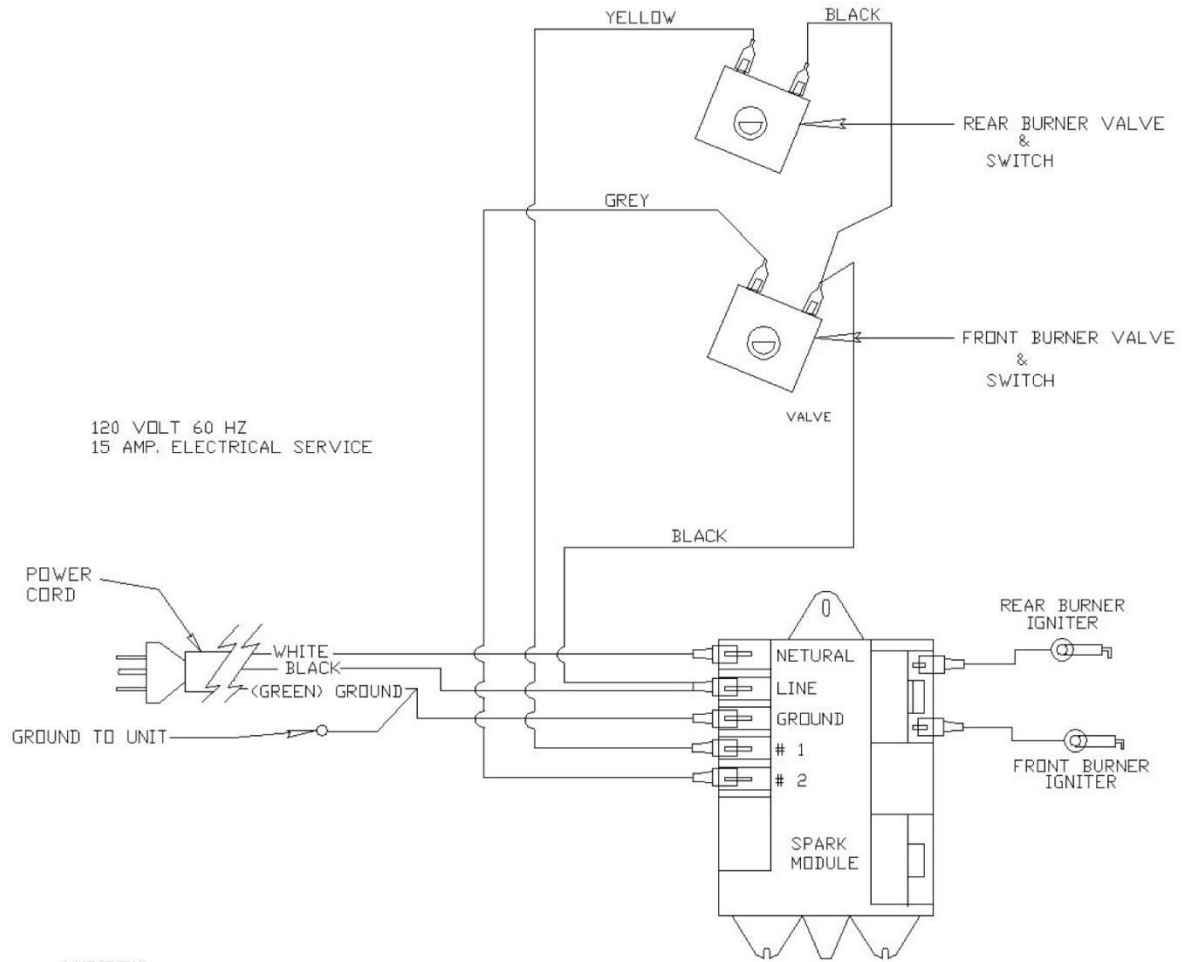 YELLOW
BLACK
REAR BURNER VALVE
&
SWITCH
GREY
FRONT BURNER VALVE
&
SWITCH
VALVE
120 VOLT 60 HZ
15 AMP. ELECTRICAL SERVICE
BLACK
POWER
CORD
WHITE
BLACK
(GREEN) GROUND
GROUND TO UNIT
NETURAL
LINE
GROUND
# 1
# 2
SPARK
MODULE
REAR BURNER
IGNITER
FRONT BURNER
IGNITER